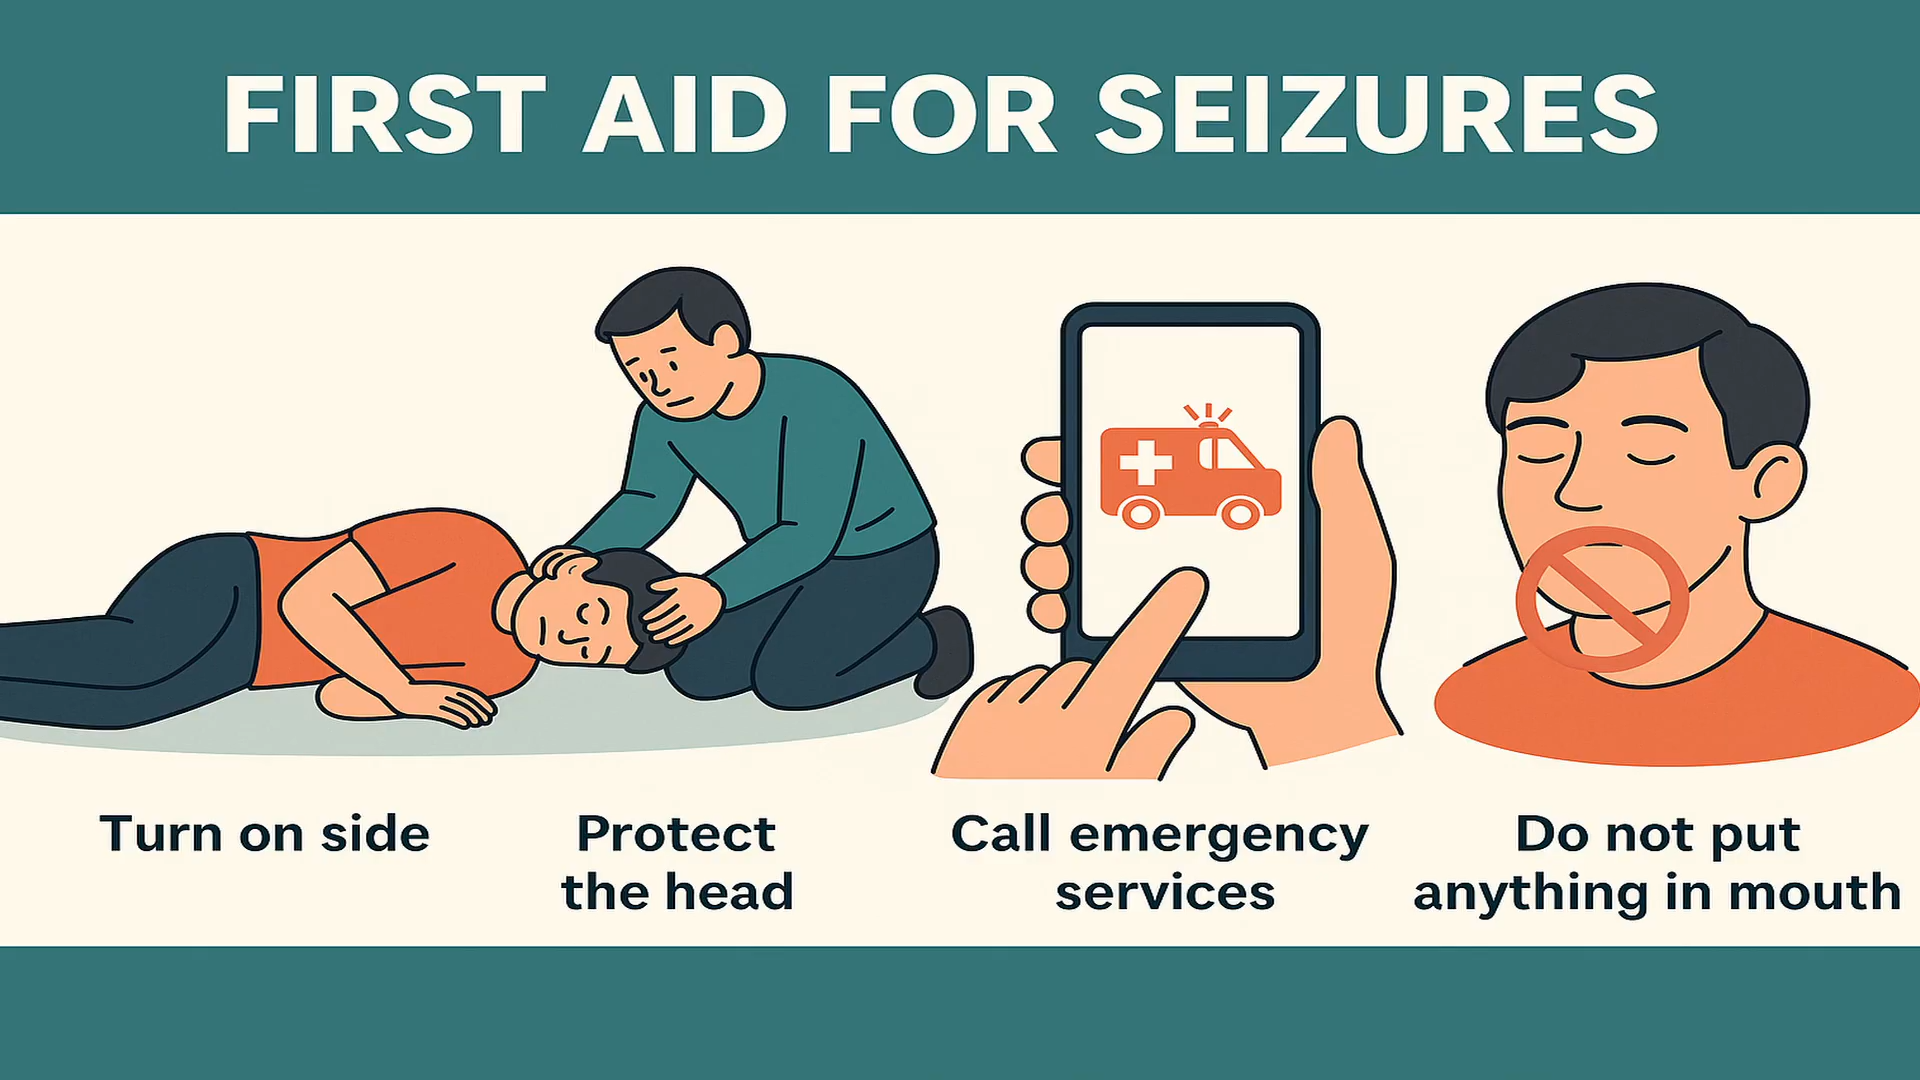 FIRST AID FOR SEIZURES
Turn on side
Protect
the head
Call emergency
services
Do not put
anything in mouth